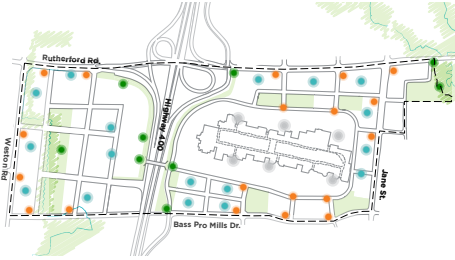 Rutherford Rd.
Highway 400
Weston Rd
Jane St.
Bass Pro Mills Dr.